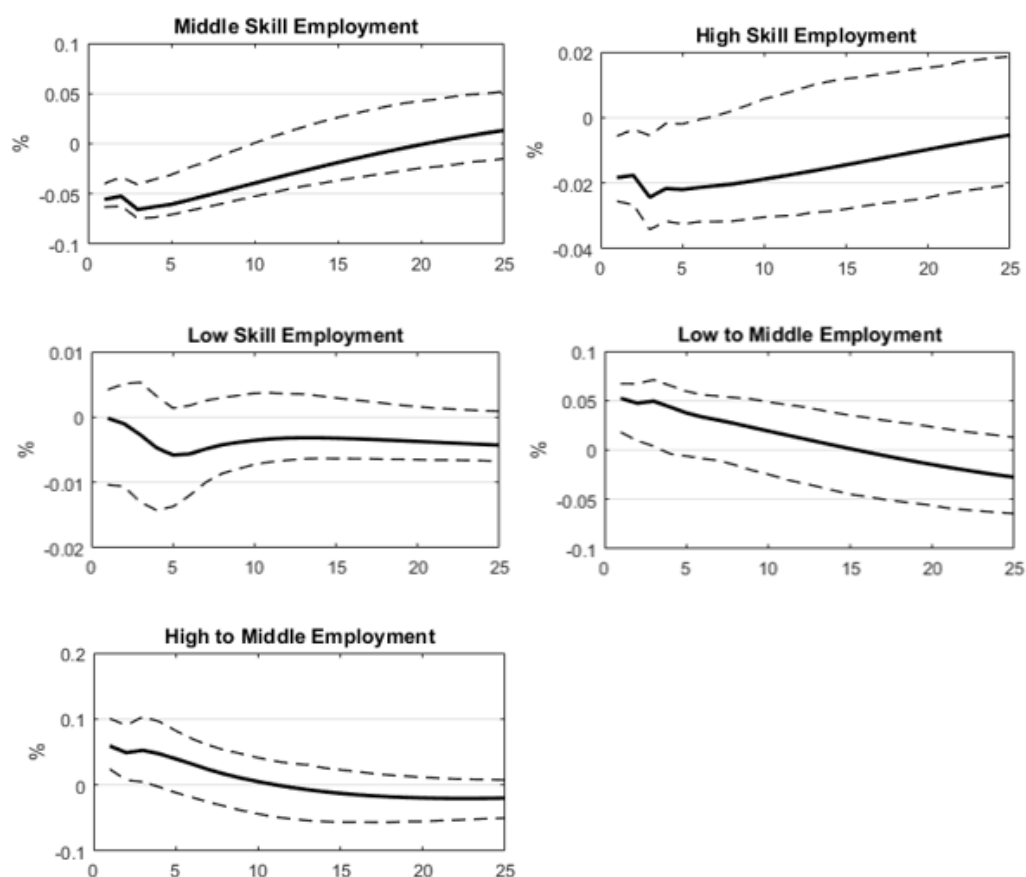 Middle Skill Employment
0.1
0.05
0
-0.05
-0.1
%
0 5 10 15 20 25
High Skill Employment
0.02
0
-0.02
-0.04
%
0 5 10 15 20 25
Low Skill Employment
0.01
0
-0.01
-0.02
%
0 5 10 15 20 25
Low to Middle Employment
0.1
0.05
0
-0.05
-0.1
%
0 5 10 15 20 25
High to Middle Employment
0.2
0.1
0
-0.1
%
0 5 10 15 20 25